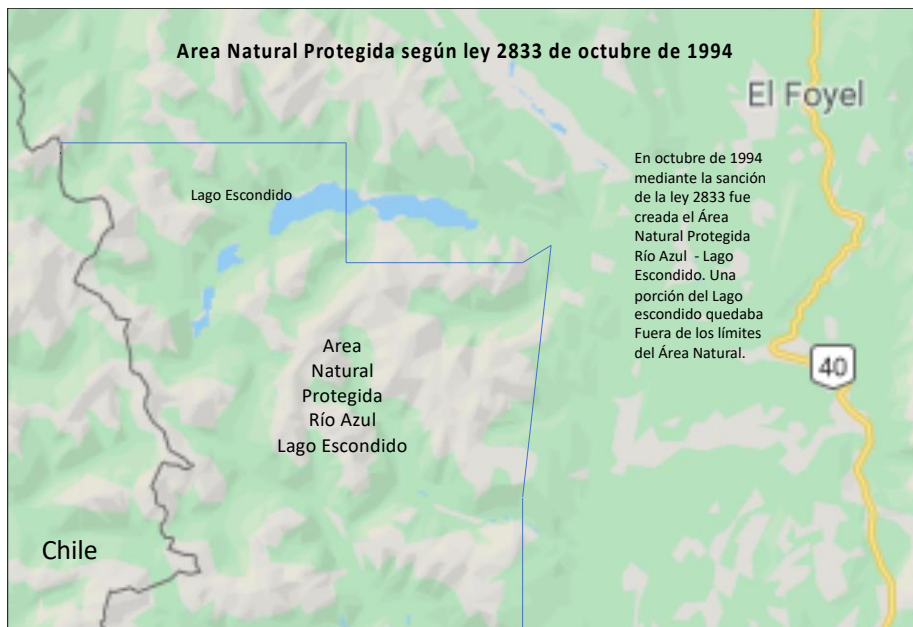 Area Natural Protegida según ley 2833 de octubre de 1994
El Foyel
En octubre de 1994
mediante la sanción
de la ley 2833 fue
creada el Área
Natural Protegida
Río Azul - Lago
Escondido. Una
porción del Lago
escondido quedaba
Fuera de los límites
del Área Natural.
Lago Escondido
Area
Natural
Protegida
Río Azul
Lago Escondido
40
Chile